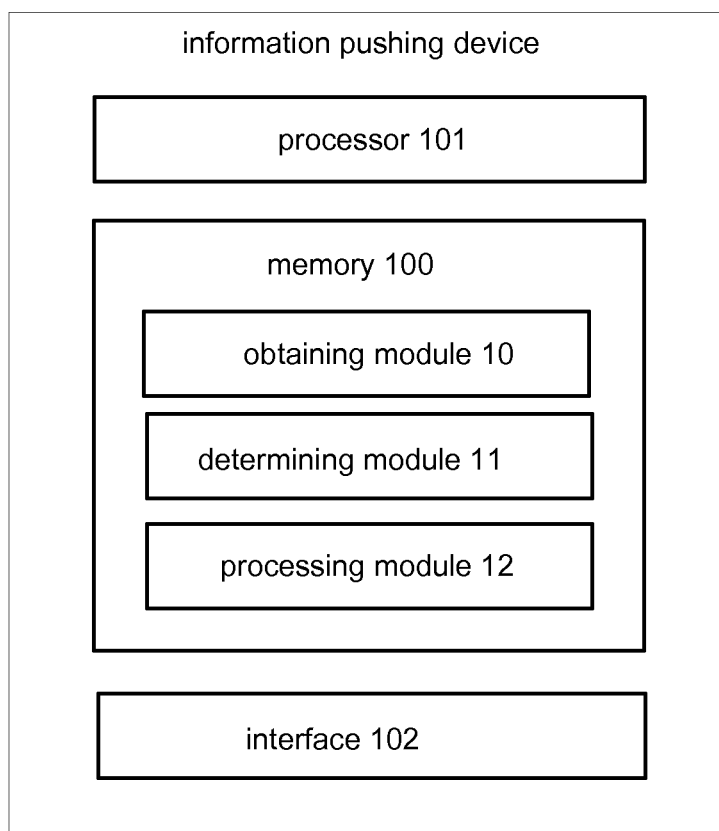 information pushing device
processor 101
memory 100
obtaining module 10
determining module 11
processing module 12
interface 102